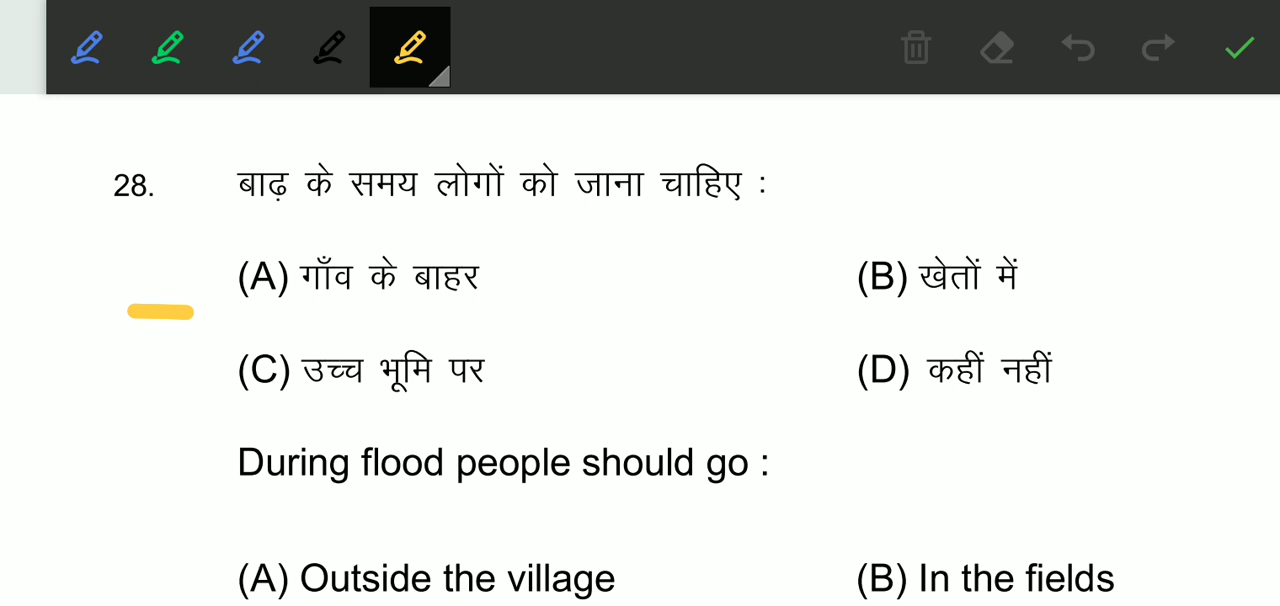 28. बाढ़ के समय लोगों को जाना चाहिए :
(A) गाँव के बाहर (B) खेतों में
(C) उच्च भूमि पर (D) कहीं नहीं
During flood people should go :
(A) Outside the village (B) In the fields